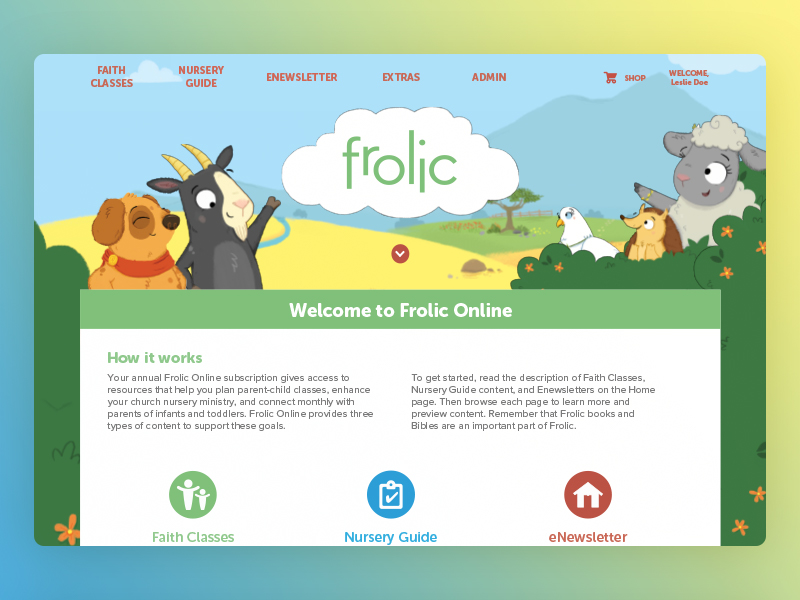 FAITH
CLASSES
NURSERY
GUIDE
ENEWSLETTER
EXTRAS
ADMIN
SHOP
WELCOME,
Leslie Doe
frolic
Welcome to Frolic Online
How it works
Your annual Frolic Online subscription gives access to
resources that help you plan parent-child classes, enhance
your church nursery ministry, and connect monthly with
parents of infants and toddlers. Frolic Online provides three
types of content to support these goals.
To get started, read the description of Faith Classes,
Nursery Guide content, and Enewsletters on the Home
page. Then browse each page to learn more and
preview content. Remember that Frolic books and
Bibles are an important part of Frolic.
Faith Classes
Nursery Guide
eNewsletter